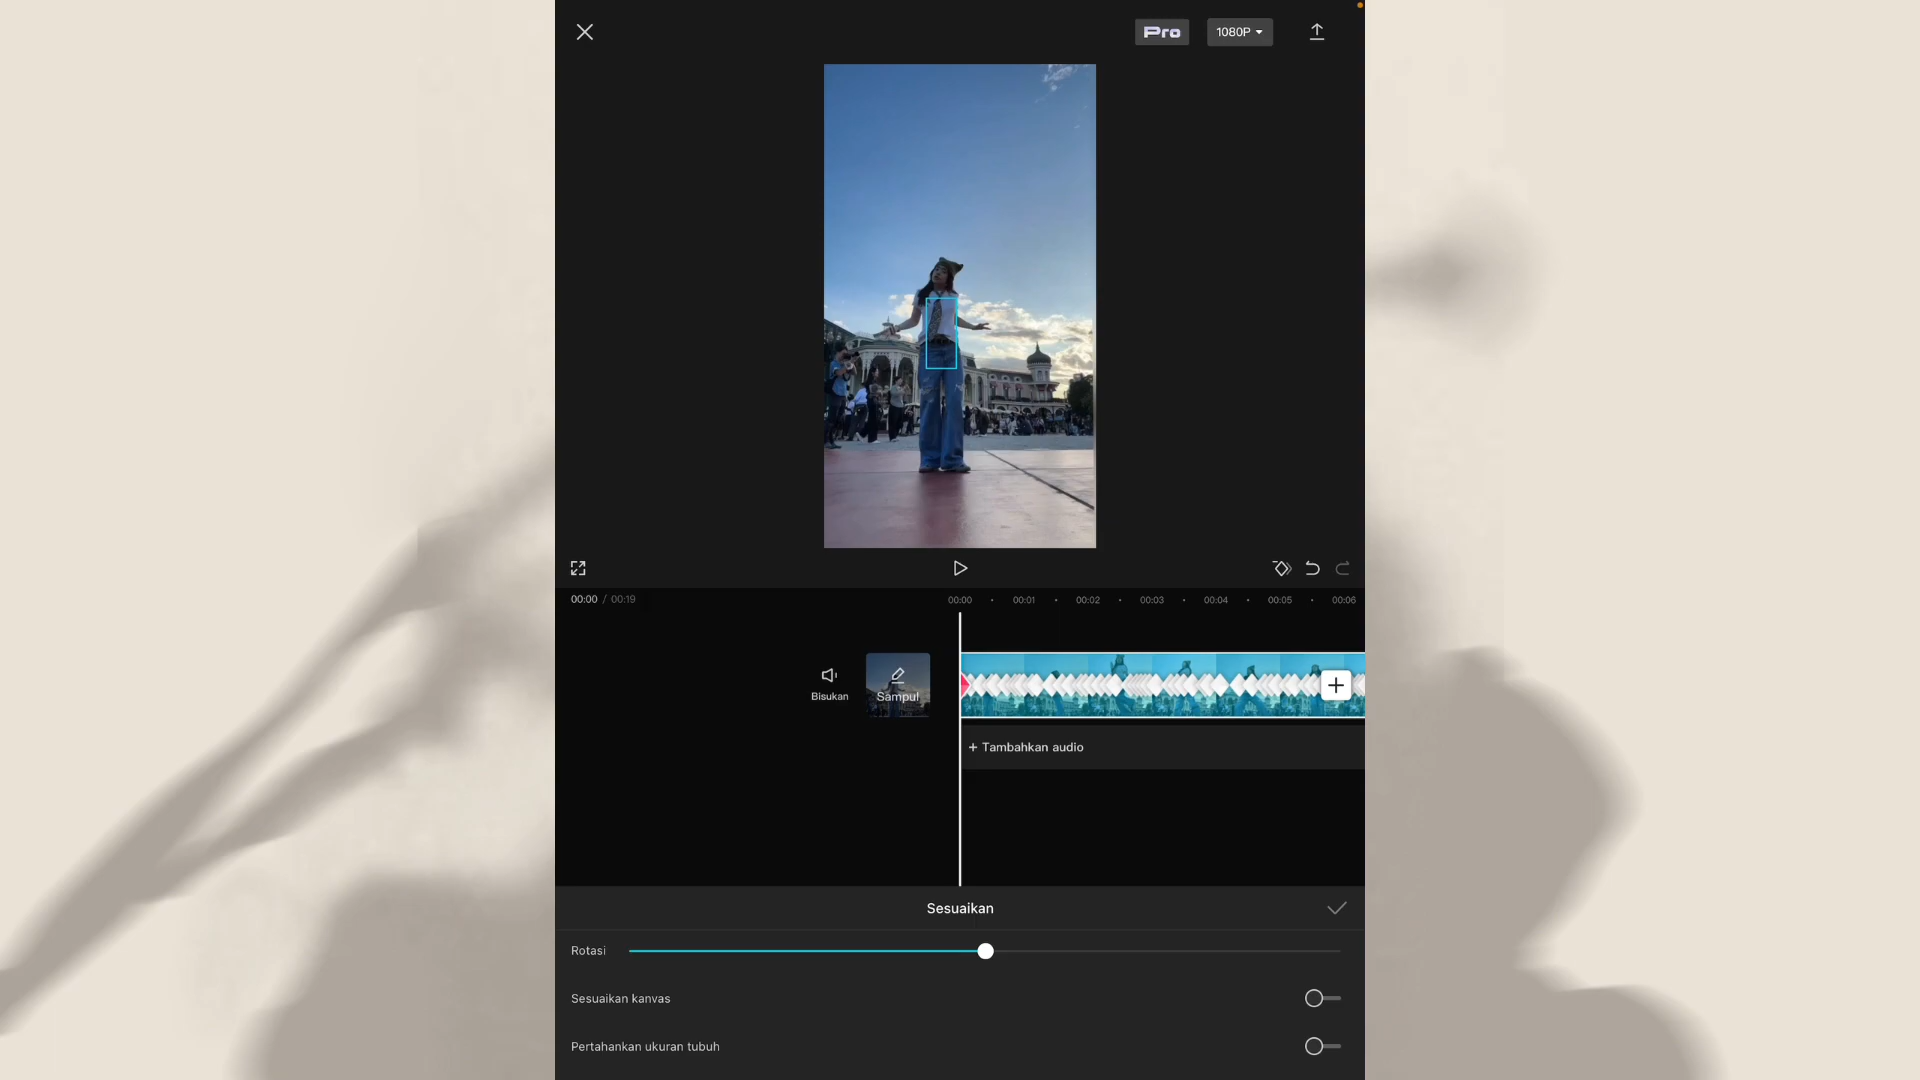 Pro
1080P
00:00 / 00:19
00:00 00:01 00:02 00:03 00:04 00:05 00:06
Bisukan
Sampul
+ Tambahkan audio
Sesuaikan
Rotasi
Sesuaikan kanvas
Pertahankan ukuran tubuh